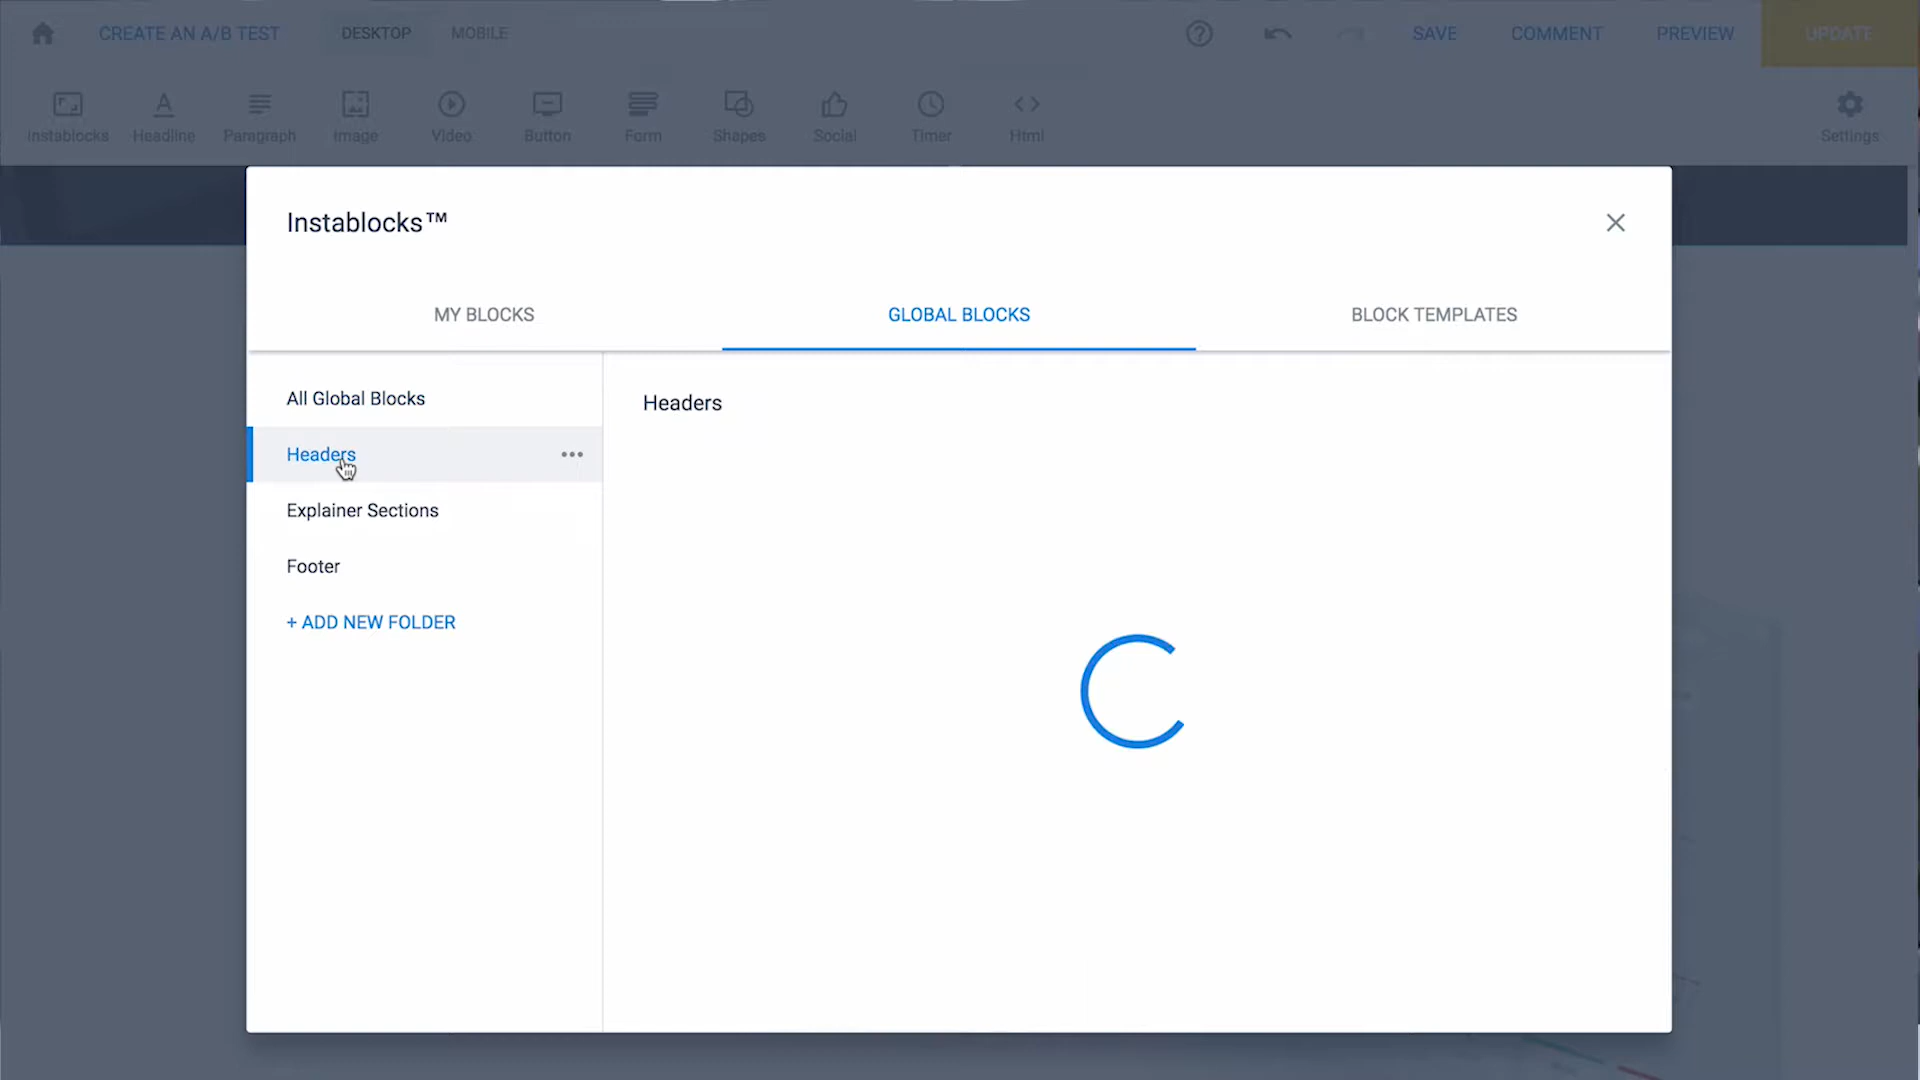 CREATE AN A/B TEST DESKTOP MOBILE SAVE COMMENT PREVIEW UPDATE
Instablocks Headline Paragraph Image Video Button Form Shapes Social Timer Html Settings
Instablocks™
MY BLOCKS GLOBAL BLOCKS BLOCK TEMPLATES
All Global Blocks
Headers
Headers
Explainer Sections
Footer
+ ADD NEW FOLDER